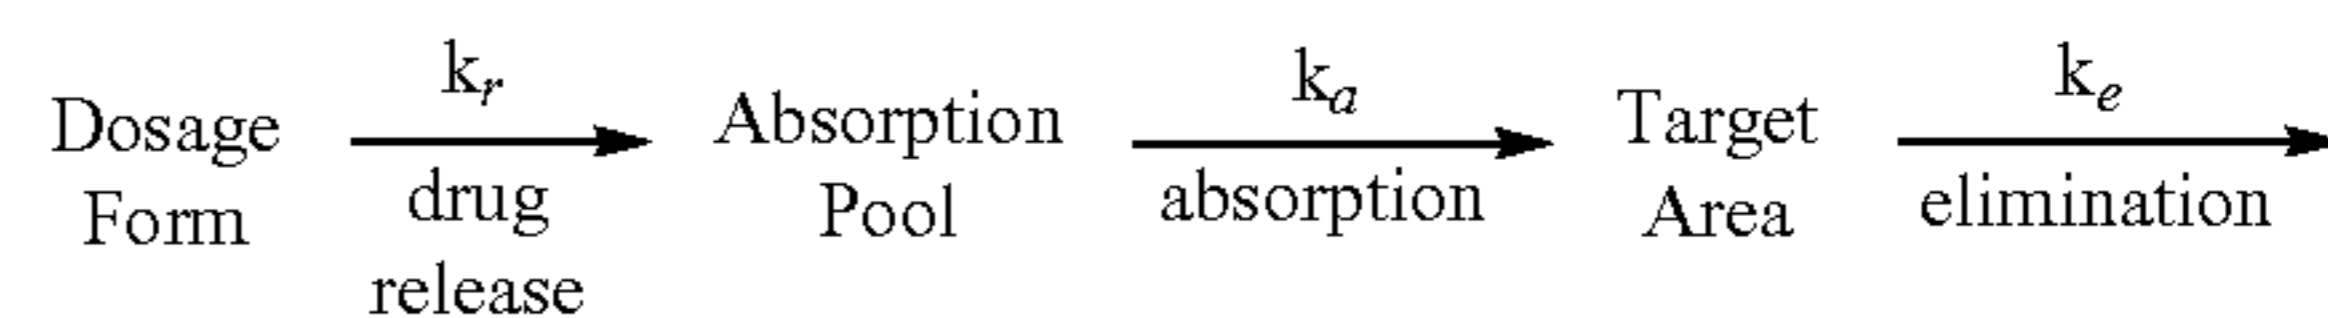 k_r k_a k_e
Dosage Absorption Target
drug absorption elimination
Form Pool Area
release